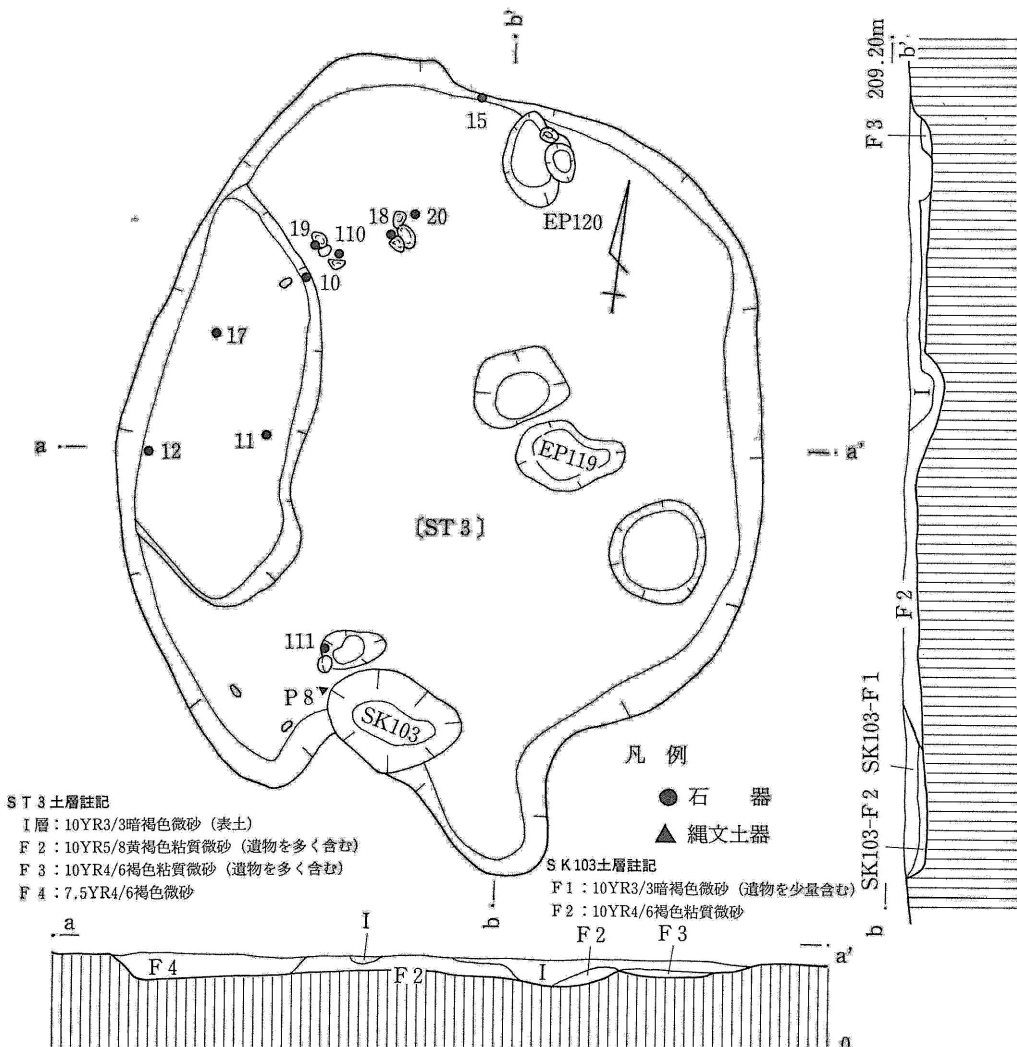 b'
15
EP120
19
110
18
20
10
17
12
11
a
a'
EP119
〔ST3〕
111
P8
SK103
凡 例
● 石 器
▲ 縄文土器
ST3土層註記
I層：10YR3/3暗褐色微砂（表土）
F2：10YR5/8黄褐色粘質微砂（遺物を多く含む）
F3：10YR4/6褐色粘質微砂（遺物を多く含む）
F4：7.5YR4/6褐色微砂
SK103土層註記
F1：10YR3/3暗褐色微砂（遺物を少量含む）
F2：10YR4/6褐色粘質微砂
b
a
I
F2
F3
a'
F4
F2
I
0
b'
209.20m
F3
I
F2
SK103-F1
SK103-F2
b